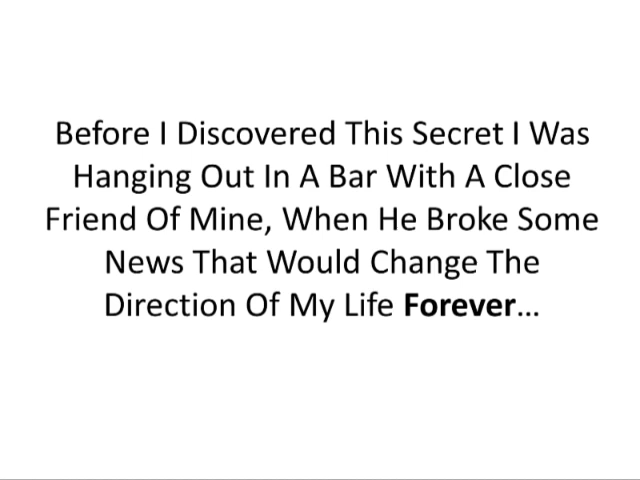 Before I Discovered This Secret I Was
Hanging Out In A Bar With A Close
Friend Of Mine, When He Broke Some
News That Would Change The
Direction Of My Life Forever…